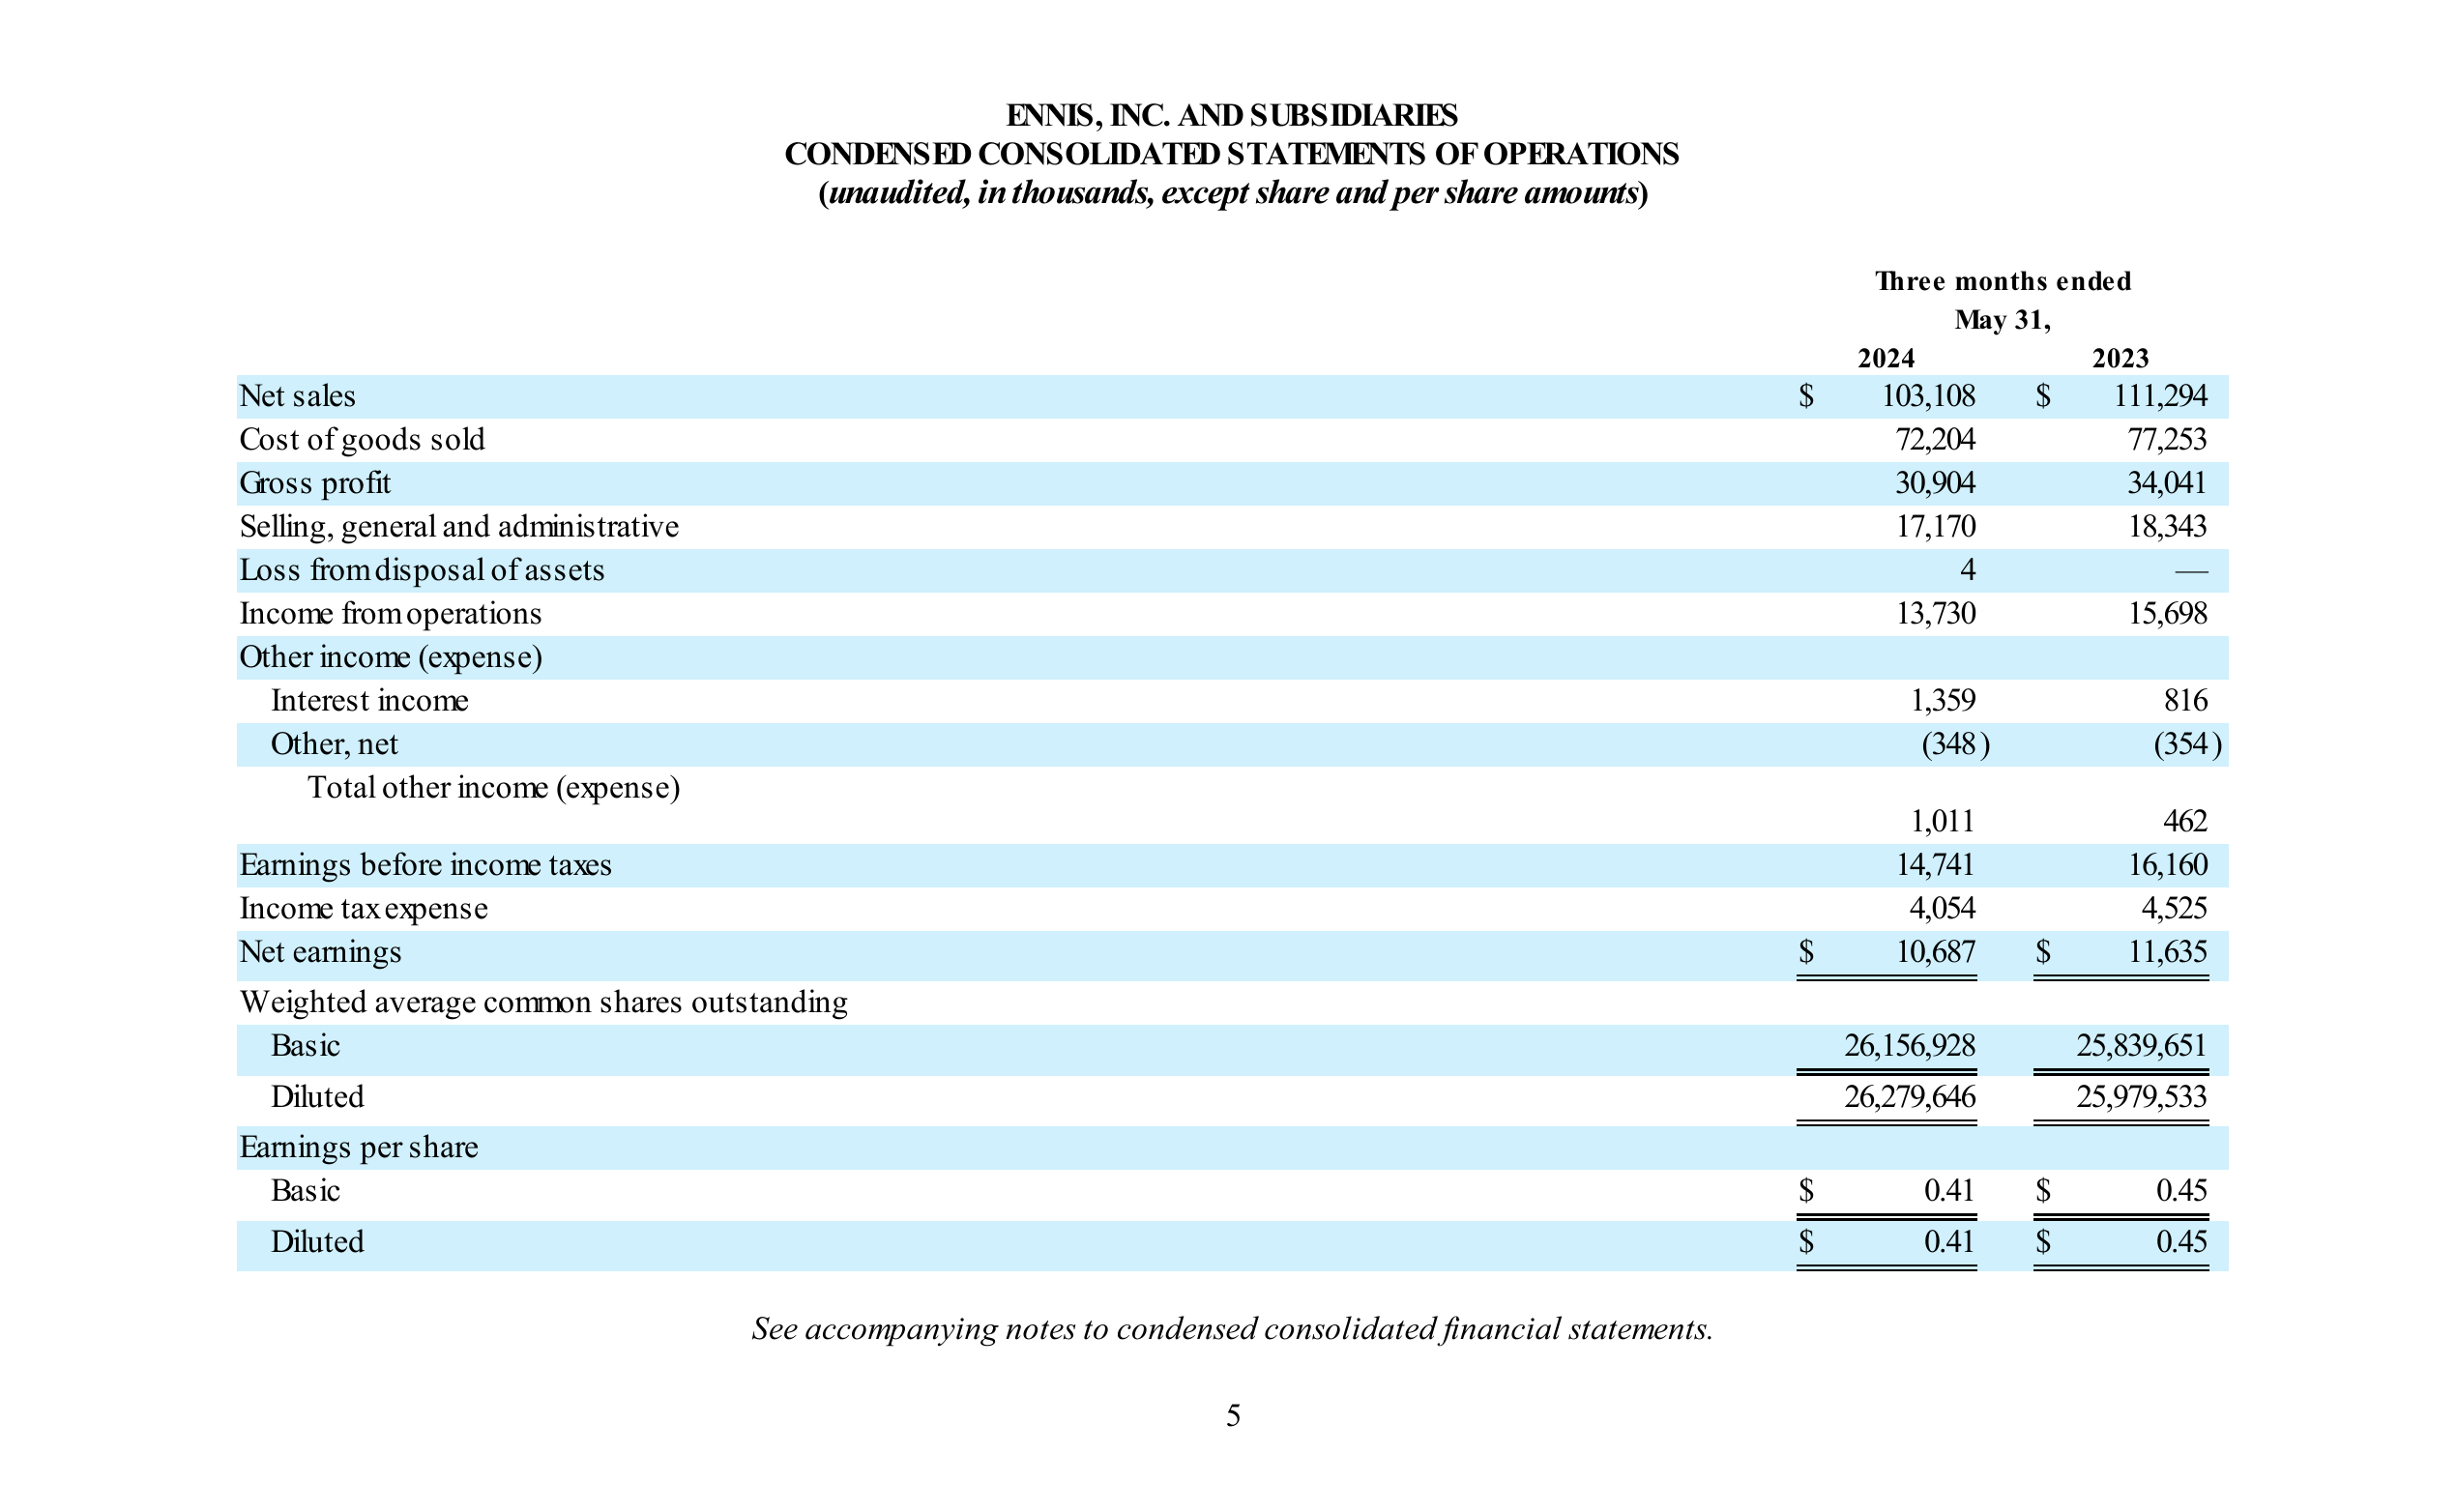 ENNIS, INC. AND SUBSIDIARIES
CONDENSED CONSOLIDATED STATEMENTS OF OPERATIONS
(unaudited, in thousands, except share and per share amounts)
Three months ended
May 31,
2024 2023
Net sales $ 103,108 $ 111,294
Cost of goods sold 72,204 77,253
Gross profit 30,904 34,041
Selling, general and administrative 17,170 18,343
Loss from disposal of assets 4 —
Income from operations 13,730 15,698
Other income (expense)
Interest income 1,359 816
Other, net (348) (354)
Total other income (expense)
1,011 462
Earnings before income taxes 14,741 16,160
Income tax expense 4,054 4,525
Net earnings $ 10,687 $ 11,635
Weighted average common shares outstanding
Basic 26,156,928 25,839,651
Diluted 26,279,646 25,979,533
Earnings per share
Basic $ 0.41 $ 0.45
Diluted $ 0.41 $ 0.45
See accompanying notes to condensed consolidated financial statements.
5